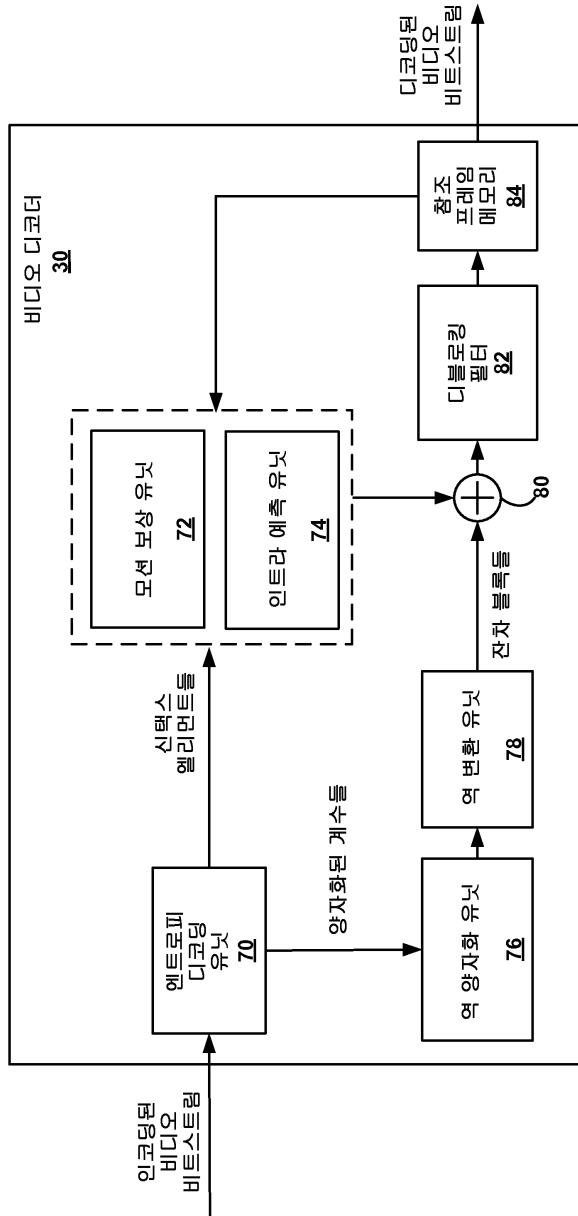 비디오 디코더
30
인코딩된
비디오
비트스트림
엔트로피
디코딩
유닛
70
신택스
엘리먼트들
모션 보상 유닛
72
인트라 예측 유닛
74
양자화된 계수들
역 양자화 유닛
76
역 변환 유닛
78
잔차 블록들
80
디블로킹
필터
82
참조
프레임
메모리
84
디코딩된
비디오
비트스트림